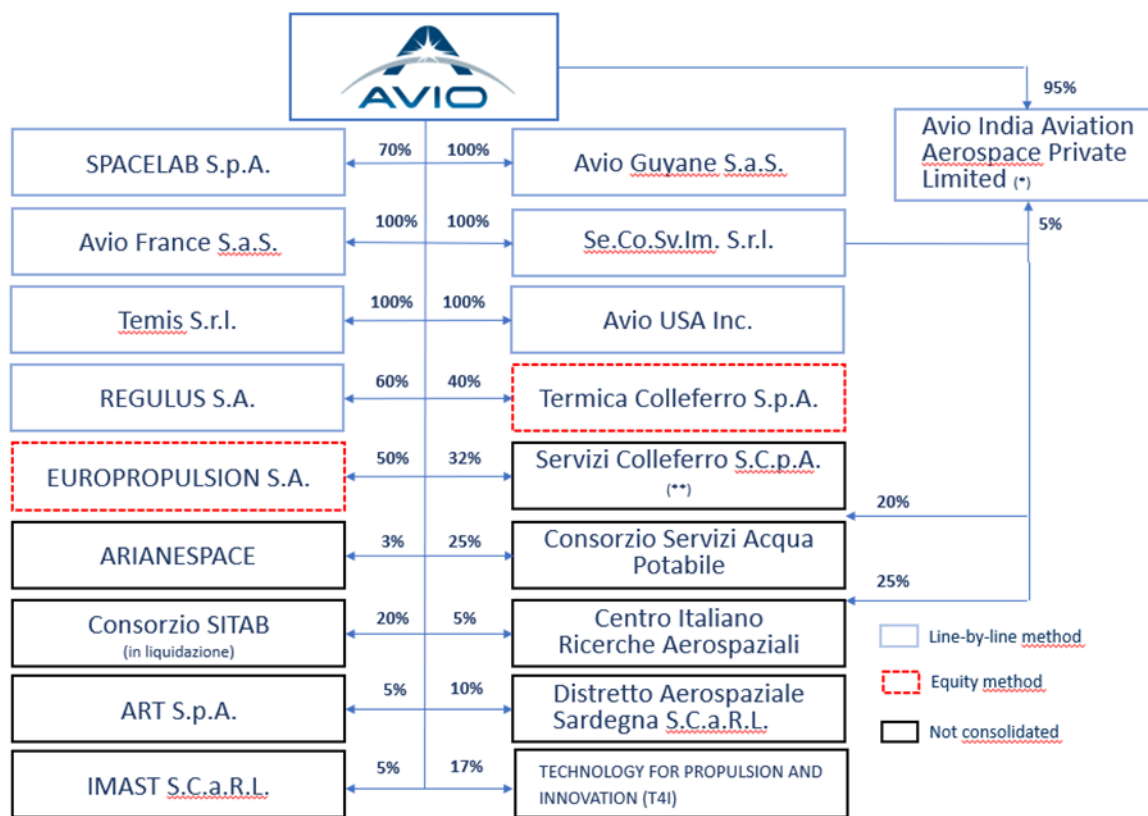 AVIO
95%
Avio India Aviation
Aerospace Private
Limited (*)
5%
SPACELAB S.p.A.
70%
100%
Avio Guyane S.a.S.
Avio France S.a.S.
100%
100%
Se.Co.Sv.Im. S.r.l.
Temis S.r.l.
100%
100%
Avio USA Inc.
REGULUS S.A.
60%
40%
Termica Colleferro S.p.A.
EUROPROPULSION S.A.
50%
32%
Servizi Colleferro S.C.p.A.
(**)
20%
ARIANESPACE
3%
25%
Consorzio Servizi Acqua
Potabile
25%
Consorzio SITAB
(in liquidazione)
20%
5%
Centro Italiano
Ricerche Aerospaziali
ART S.p.A.
5%
10%
Distretto Aerospaziale
Sardegna S.C.a.R.L.
IMAST S.C.a.R.L.
5%
17%
TECHNOLOGY FOR PROPULSION AND
INNOVATION (T4I)
Line-by-line method
Equity method
Not consolidated